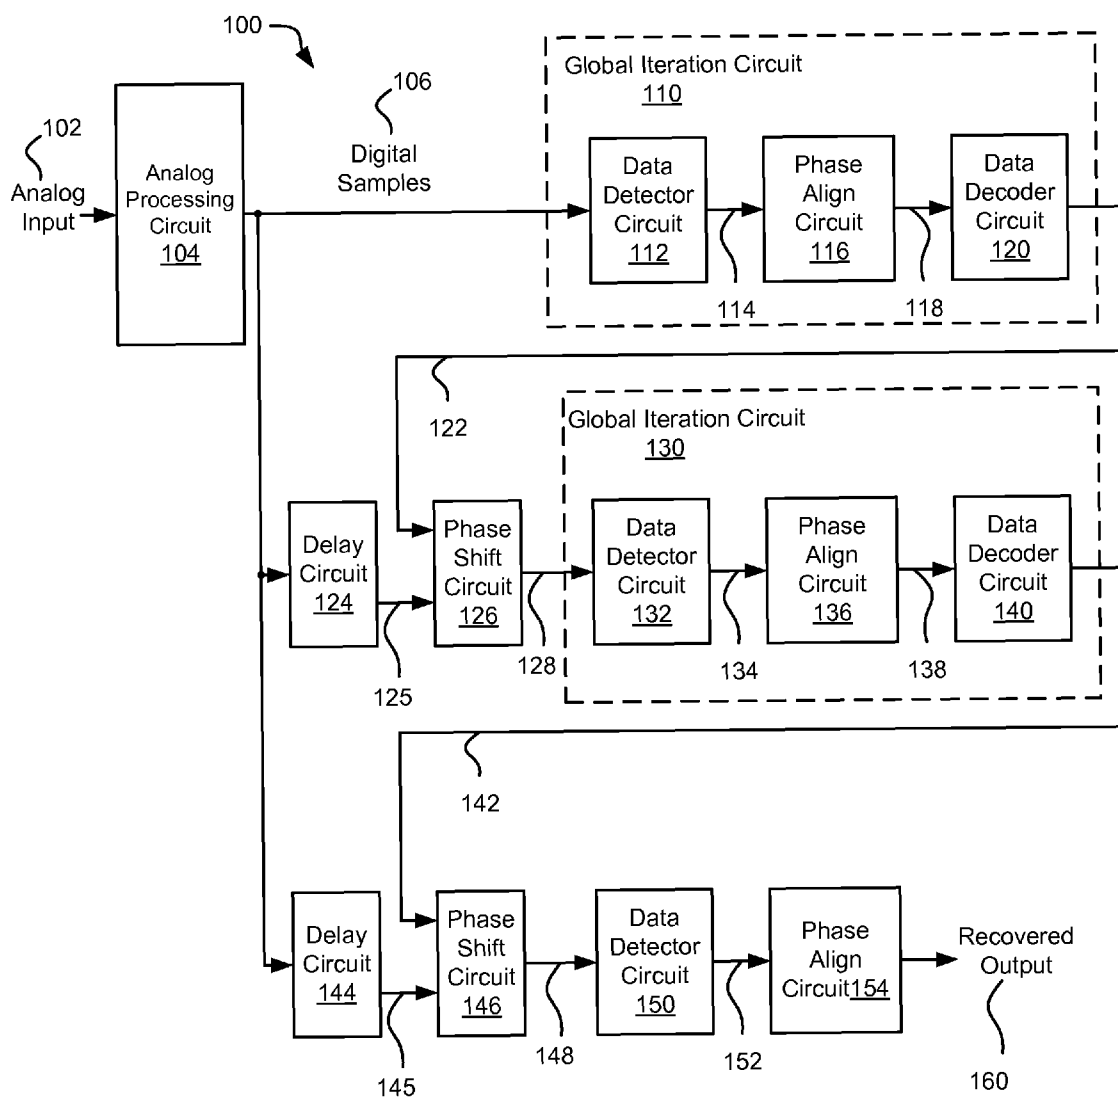 100
Global Iteration Circuit
110
106
Digital
Samples
102
Analog
Input
Analog
Processing
Circuit
104
Data
Detector
Circuit
112
Phase
Align
Circuit
116
Data
Decoder
Circuit
120
114
118
122
Global Iteration Circuit
130
Delay
Circuit
124
Phase
Shift
Circuit
126
Data
Detector
Circuit
132
Phase
Align
Circuit
136
Data
Decoder
Circuit
140
125
128
134
138
142
Delay
Circuit
144
Phase
Shift
Circuit
146
Data
Detector
Circuit
150
Phase
Align
Circuit154
Recovered
Output
145
148
152
160